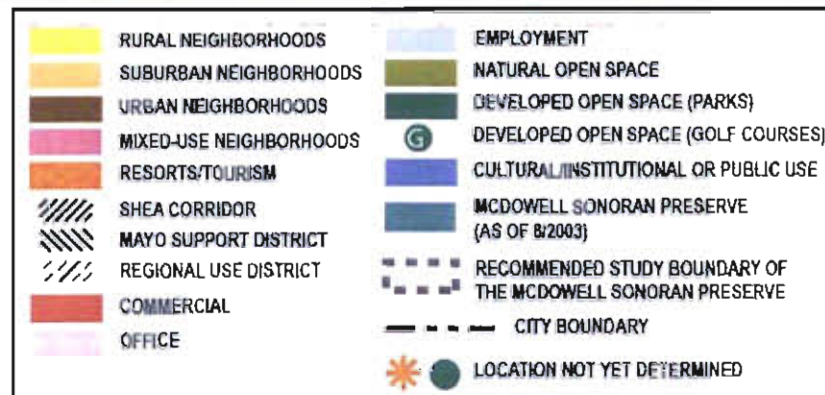 RURAL NEIGHBORHOODS
SUBURBAN NEIGHBORHOODS
URBAN NEIGHBORHOODS
MIXED-USE NEIGHBORHOODS
RESORTS/TOURISM
SHEA CORRIDOR
MAYO SUPPORT DISTRICT
REGIONAL USE DISTRICT
COMMERCIAL
OFFICE
EMPLOYMENT
NATURAL OPEN SPACE
DEVELOPED OPEN SPACE (PARKS)
G DEVELOPED OPEN SPACE (GOLF COURSES)
CULTURAL/INSTITUTIONAL OR PUBLIC USE
MCDOWELL SONORAN PRESERVE
(AS OF 8/2003)
RECOMMENDED STUDY BOUNDARY OF
THE MCDOWELL SONORAN PRESERVE
CITY BOUNDARY
LOCATION NOT YET DETERMINED